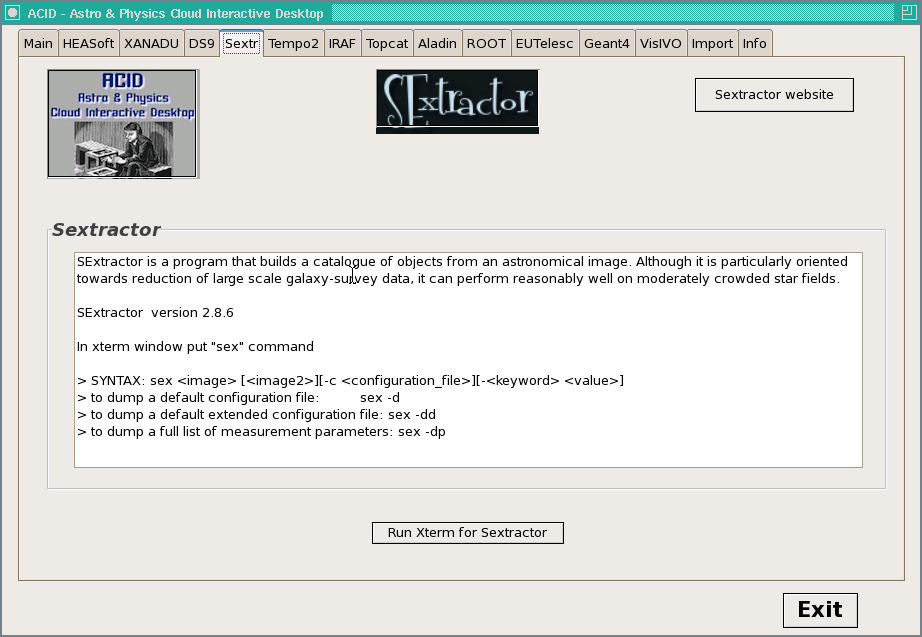 ACID - Astro & Physics Cloud Interactive Desktop
Main HEASoft XANADU DS9 Sextr Tempo2 IRAF Topcat Aladin ROOT EUTelesc Geant4 VisIVO Import Info
ACID
Astro & Physics
Cloud Interactive Desktop
SExtractor
Sextractor website
Sextractor
SExtractor is a program that builds a catalogue of objects from an astronomical image. Although it is particularly oriented
towards reduction of large scale galaxy-survey data, it can perform reasonably well on moderately crowded star fields.
SExtractor  version 2.8.6
In xterm window put "sex" command
> SYNTAX: sex <image> [<image2>][-c <configuration_file>][-<keyword> <value>]
> to dump a default configuration file:          sex -d
> to dump a default extended configuration file: sex -dd
> to dump a full list of measurement parameters: sex -dp
Run Xterm for Sextractor
Exit